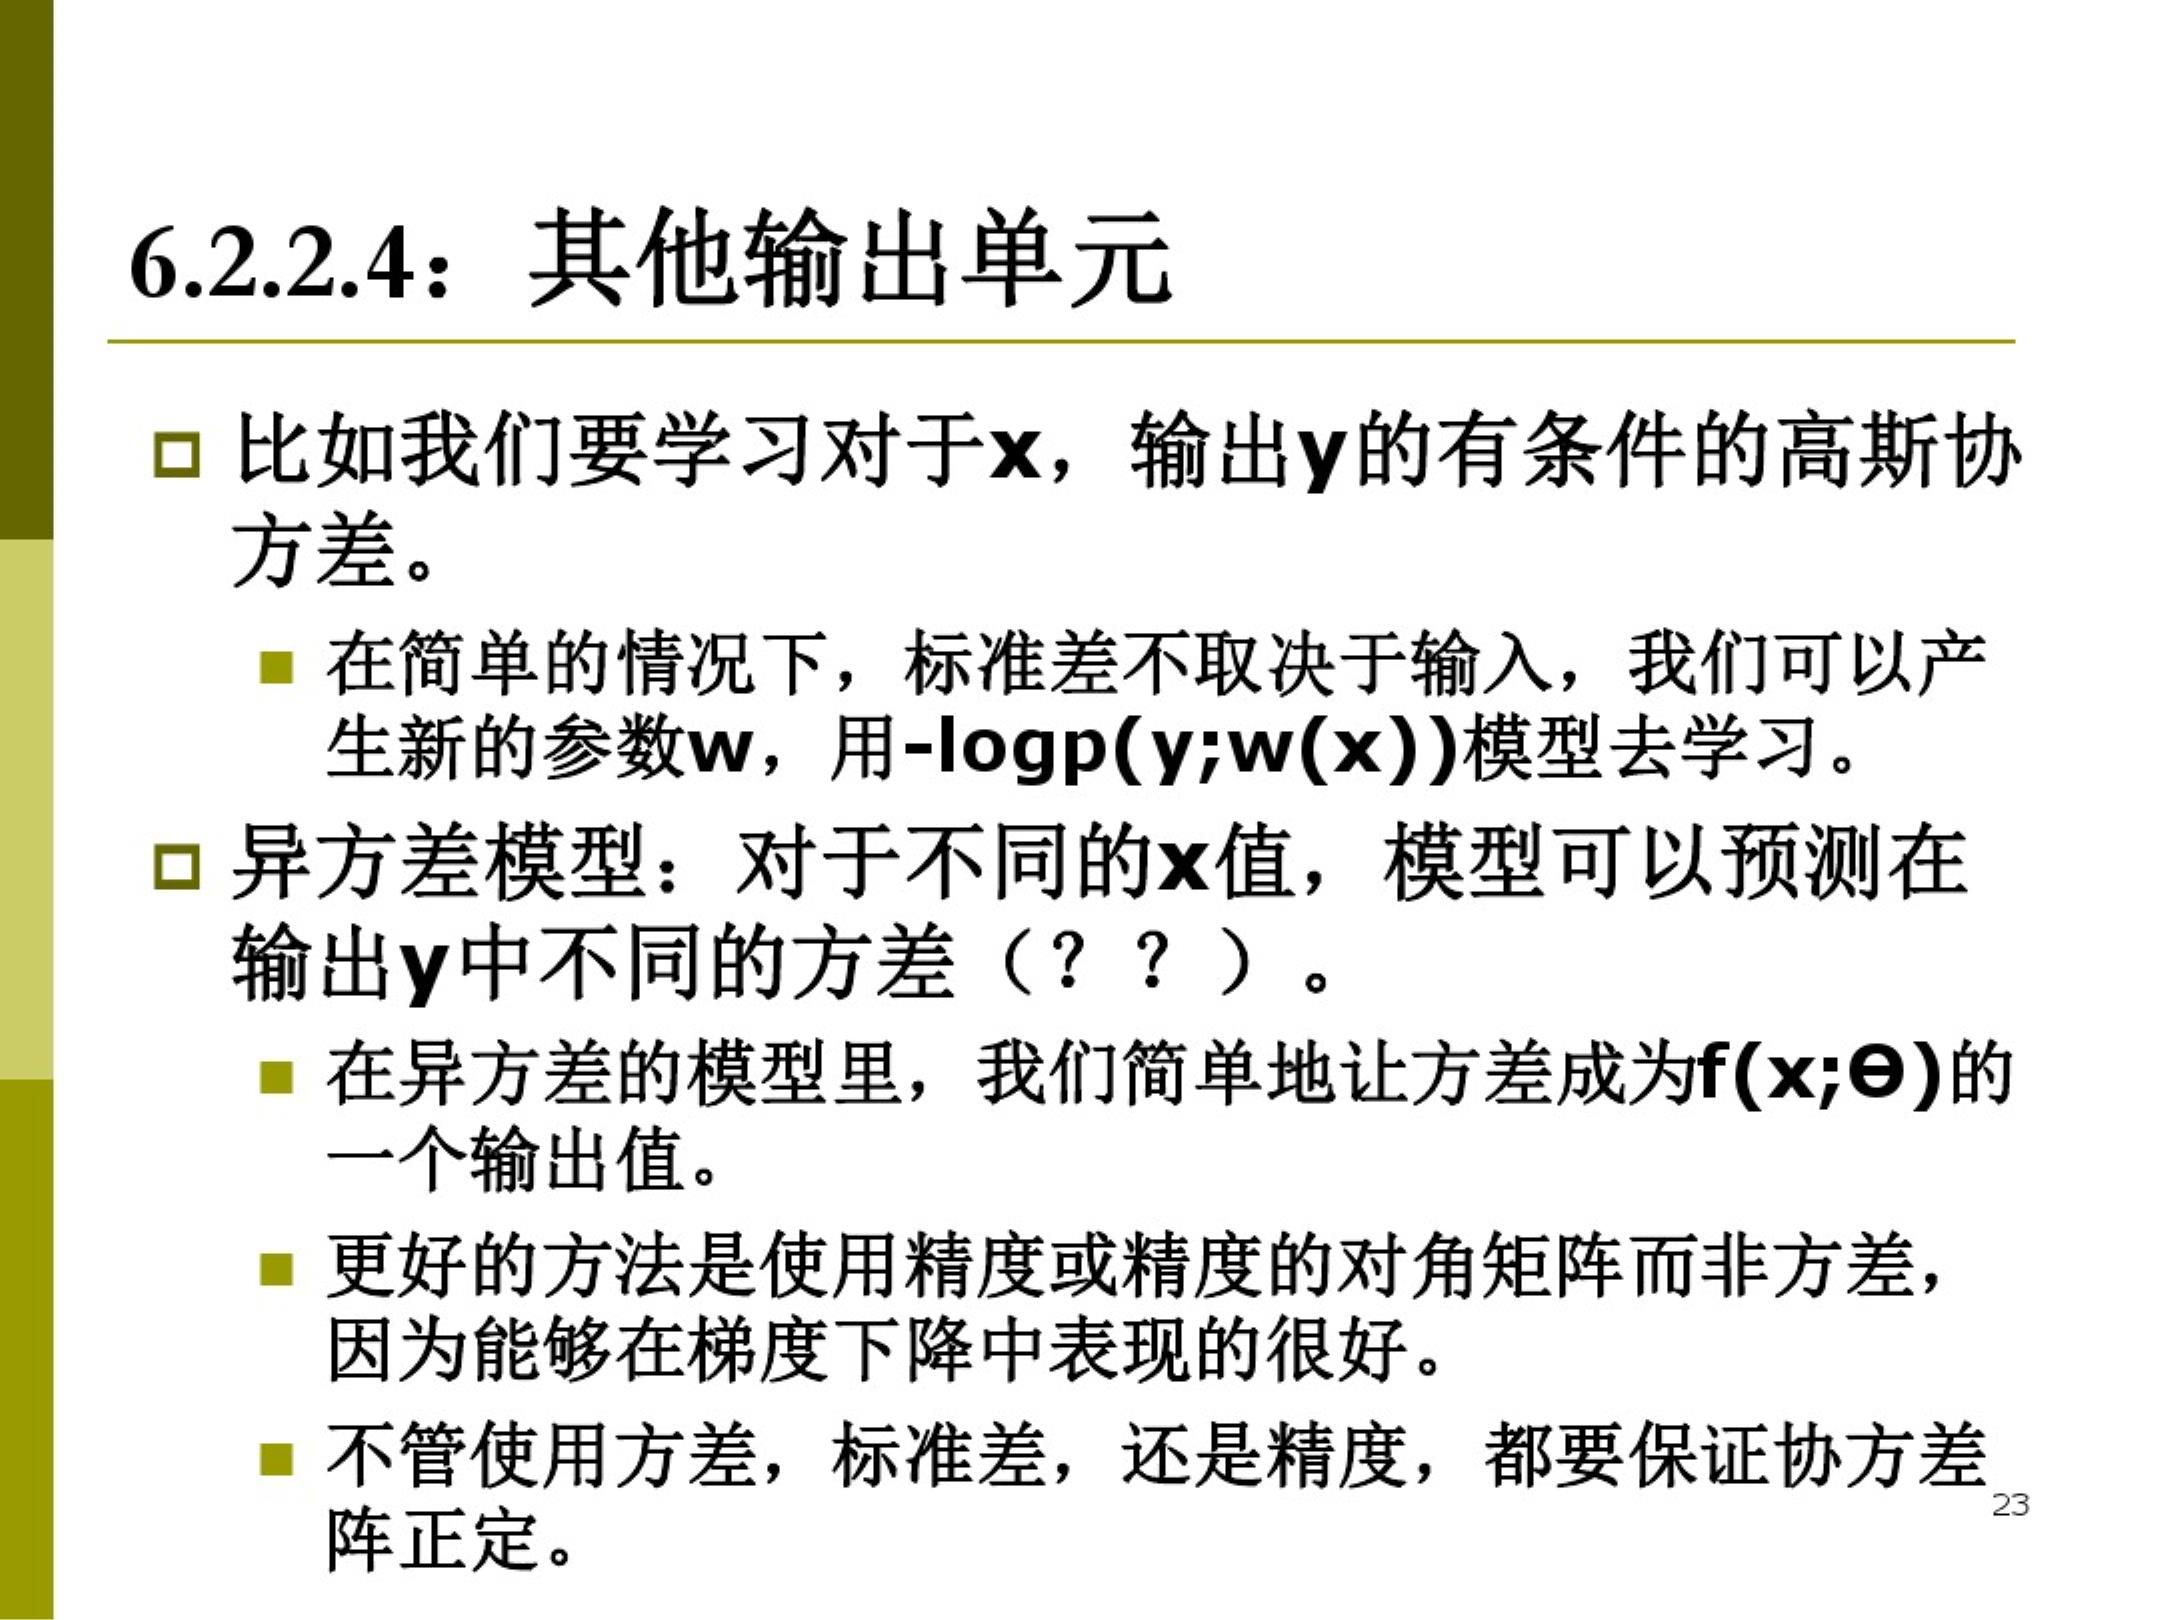 6.2.2.4：其他输出单元
比如我们要学习对于x，输出y的有条件的高斯协
方差。
在简单的情况下，标准差不取决于输入，我们可以产
生新的参数w，用-logp(y;w(x))模型去学习。
异方差模型：对于不同的x值，模型可以预测在
输出y中不同的方差（？？）。
在异方差的模型里，我们简单地让方差成为f(x;Ө)的
一个输出值。
更好的方法是使用精度或精度的对角矩阵而非方差，
因为能够在梯度下降中表现的很好。
不管使用方差，标准差，还是精度，都要保证协方差
阵正定。
23